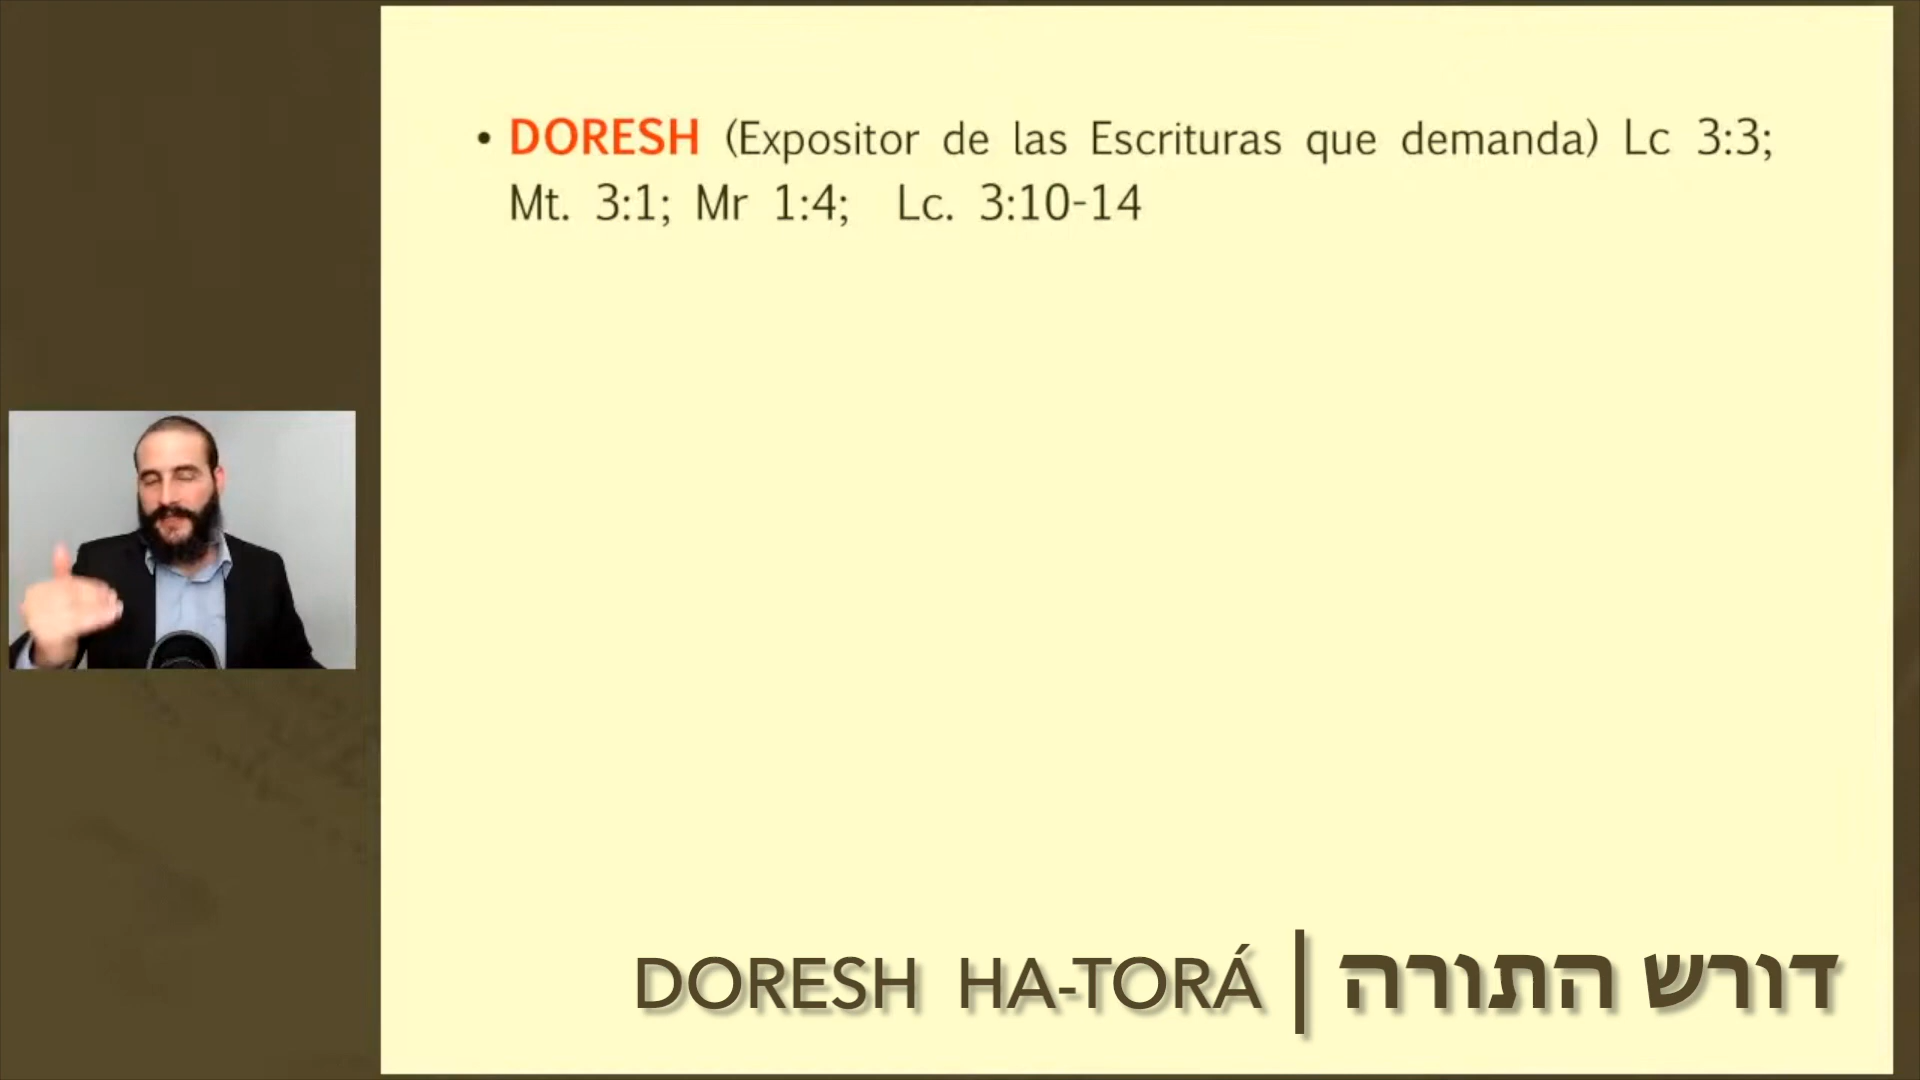 • DORESH (Expositor de las Escrituras que demanda) Lc 3:3;
Mt. 3:1; Mr 1:4; Lc. 3:10-14
DORESH HA-TORÁ | דורש התורה